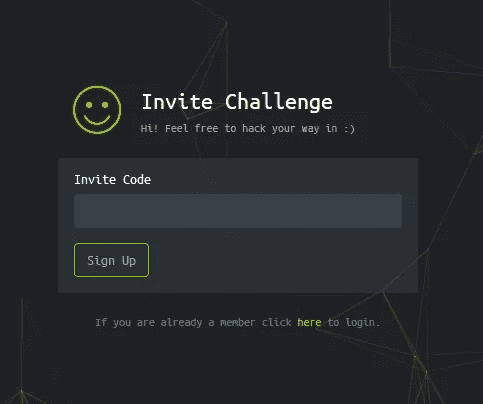 Invite Challenge
Hi! Feel free to hack your way in :)
Invite Code
Sign Up
If you are already a member click here to login.